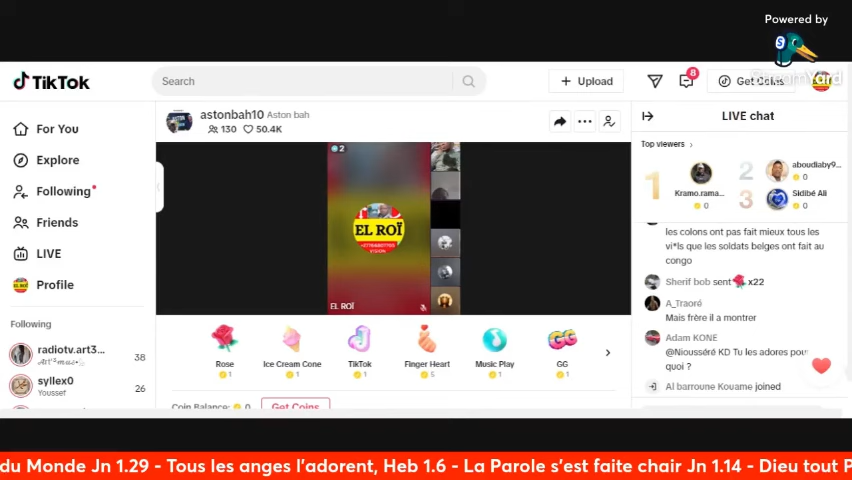 Powered by
StreamYard
TikTok
Search
+ Upload
8
Get Coins
For You
Explore
Following
Friends
LIVE
Profile
Following
radiotv.art3...
38
syllex0
Youssef
26
astonbah10 Aston bah
130 50.4K
2
EL ROÏ
EL ROÏ
Rose
1
Ice Cream Cone
1
TikTok
1
Finger Heart
5
Music Play
1
GG
1
Coin Balance: 0 Get Coins
LIVE chat
Top viewers
1
Kramo.rama...
0
2
aboudiaby9...
0
3
Sidibé Ali
0
les colons ont pas fait mieux tous les
vi*ls que les soldats belges ont fait au
congo
Sherif bob sent x22
A_Traoré
Mais frère il a montrer
Adam KONE
@Niousséré KD Tu les adores pour
quoi ?
Al barroune Kouame joined
du Monde Jn 1.29 - Tous les anges l'adorent, Heb 1.6 - La Parole s'est faite chair Jn 1.14 - Dieu tout P